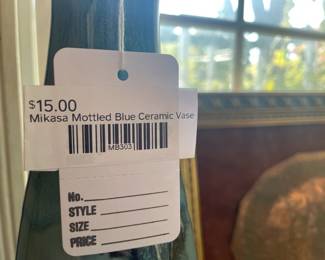 $15.00
Mikasa Mottled Blue Ceramic Vase
MB303
No.
STYLE
SIZE
PRICE